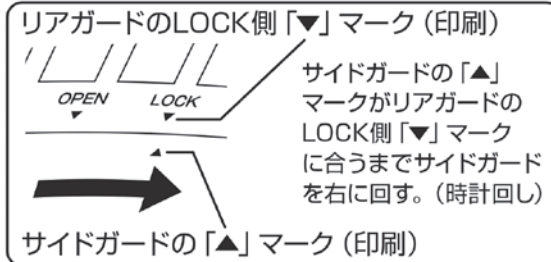 リアガードのLOCK側「▼」マーク（印刷）
OPEN
▼
LOCK
▼
サイドガードの「▲」
マークがリアガードの
LOCK側「▼」マーク
に合うまでサイドガード
を右に回す。（時計回し）
▲
サイドガードの「▲」マーク（印刷）